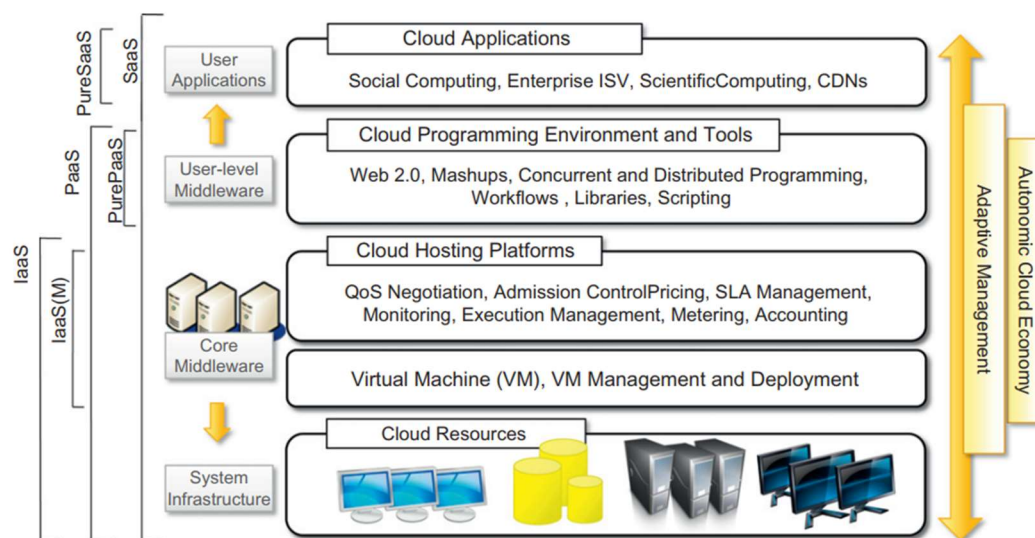 PureSaaS
SaaS
User
Applications
Cloud Applications
Social Computing, Enterprise ISV, ScientificComputing, CDNs
PaaS
PurePaaS
User-level
Middleware
Cloud Programming Environment and Tools
Web 2.0, Mashups, Concurrent and Distributed Programming,
Workflows , Libraries, Scripting
IaaS
IaaS(M)
Core
Middleware
Cloud Hosting Platforms
QoS Negotiation, Admission ControlPricing, SLA Management,
Monitoring, Execution Management, Metering, Accounting
Virtual Machine (VM), VM Management and Deployment
System
Infrastructure
Cloud Resources
Adaptive Management
Autonomic Cloud Economy